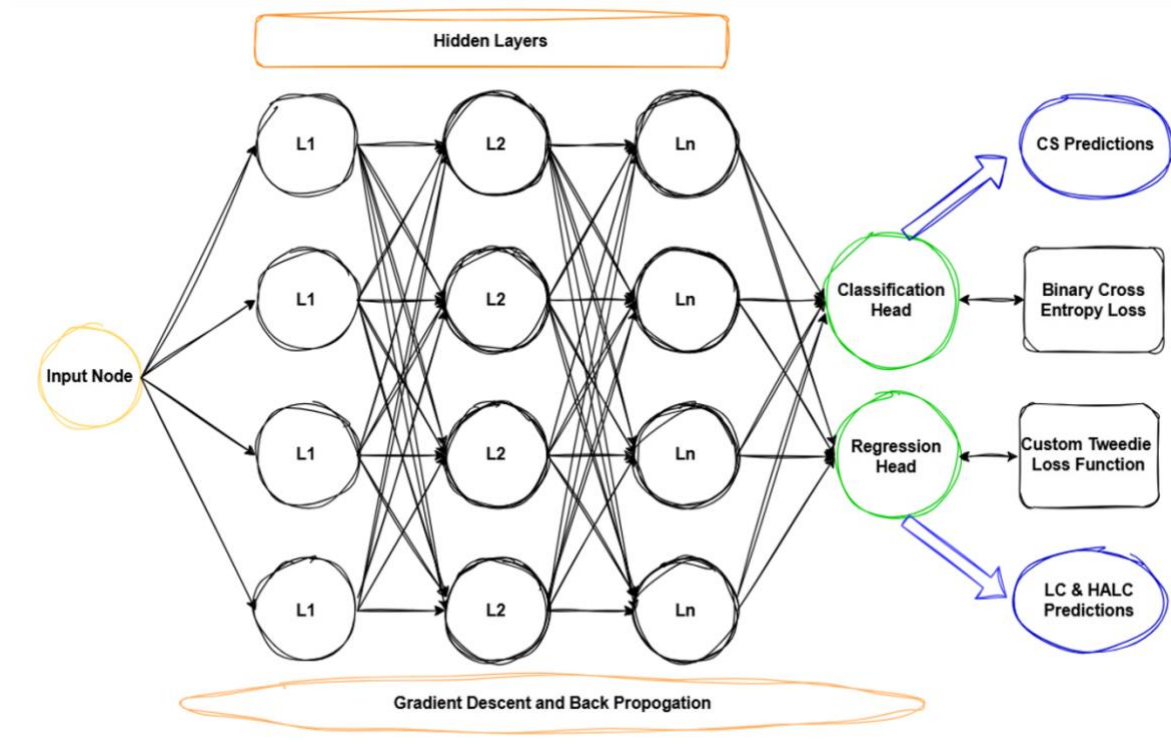 Hidden Layers
L1
L2
Ln
CS Predictions
L1
L2
Ln
Classification
Head
Binary Cross
Entropy Loss
Input Node
L1
L2
Ln
Regression
Head
Custom Tweedie
Loss Function
L1
L2
Ln
LC & HALC
Predictions
Gradient Descent and Back Propogation